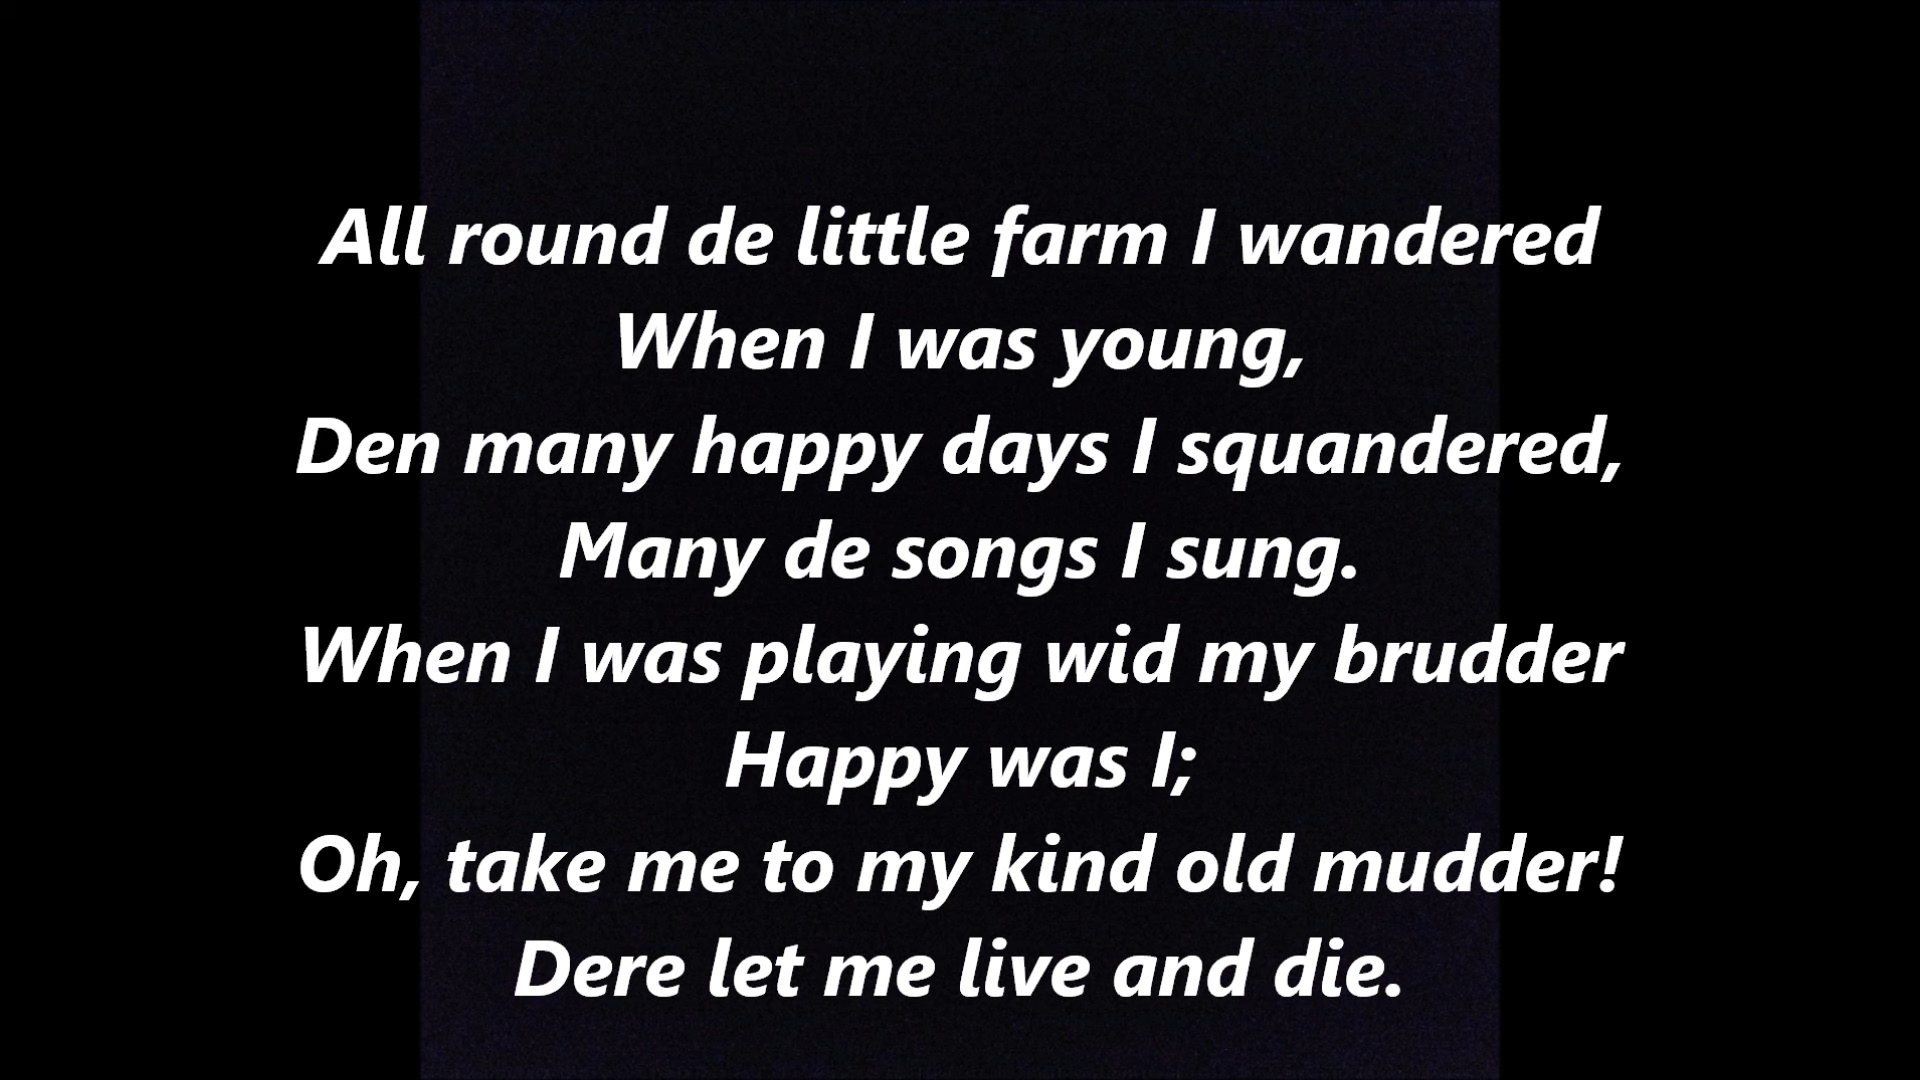 All round de little farm I wandered
When I was young,
Den many happy days I squandered,
Many de songs I sung.
When I was playing wid my brudder
Happy was I;
Oh, take me to my kind old mudder!
Dere let me live and die.